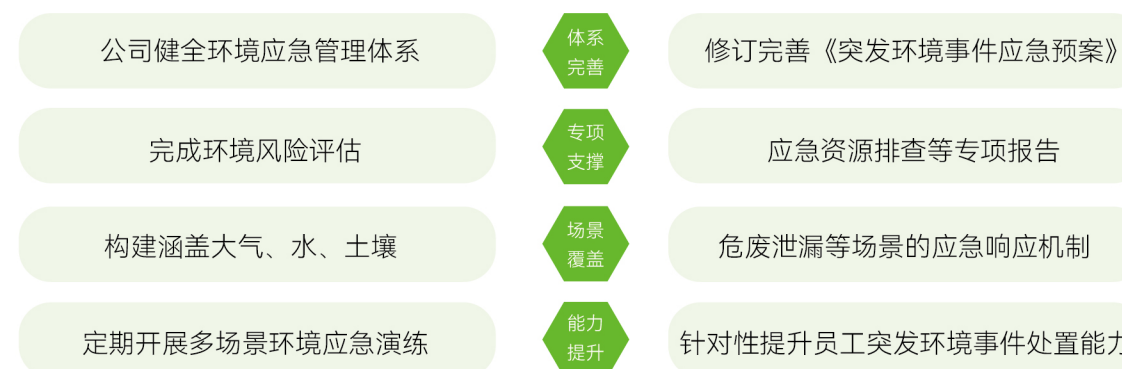 公司健全环境应急管理体系
体系
完善
修订完善《突发环境事件应急预案》
完成环境风险评估
专项
支撑
应急资源排查等专项报告
构建涵盖大气、水、土壤
场景
覆盖
危废泄漏等场景的应急响应机制
定期开展多场景环境应急演练
能力
提升
针对性提升员工突发环境事件处置能力